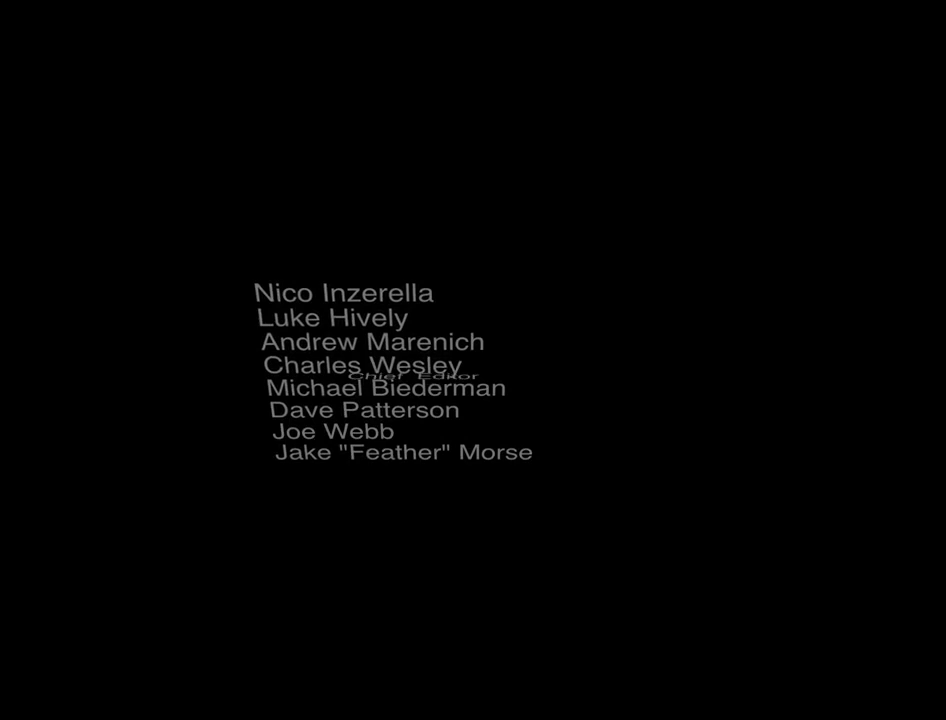 Nico Inzerella
Luke Hively
Andrew Marenich
Charles Wesley
Chief Editor
Michael Biederman
Dave Patterson
Joe Webb
Jake "Feather" Morse